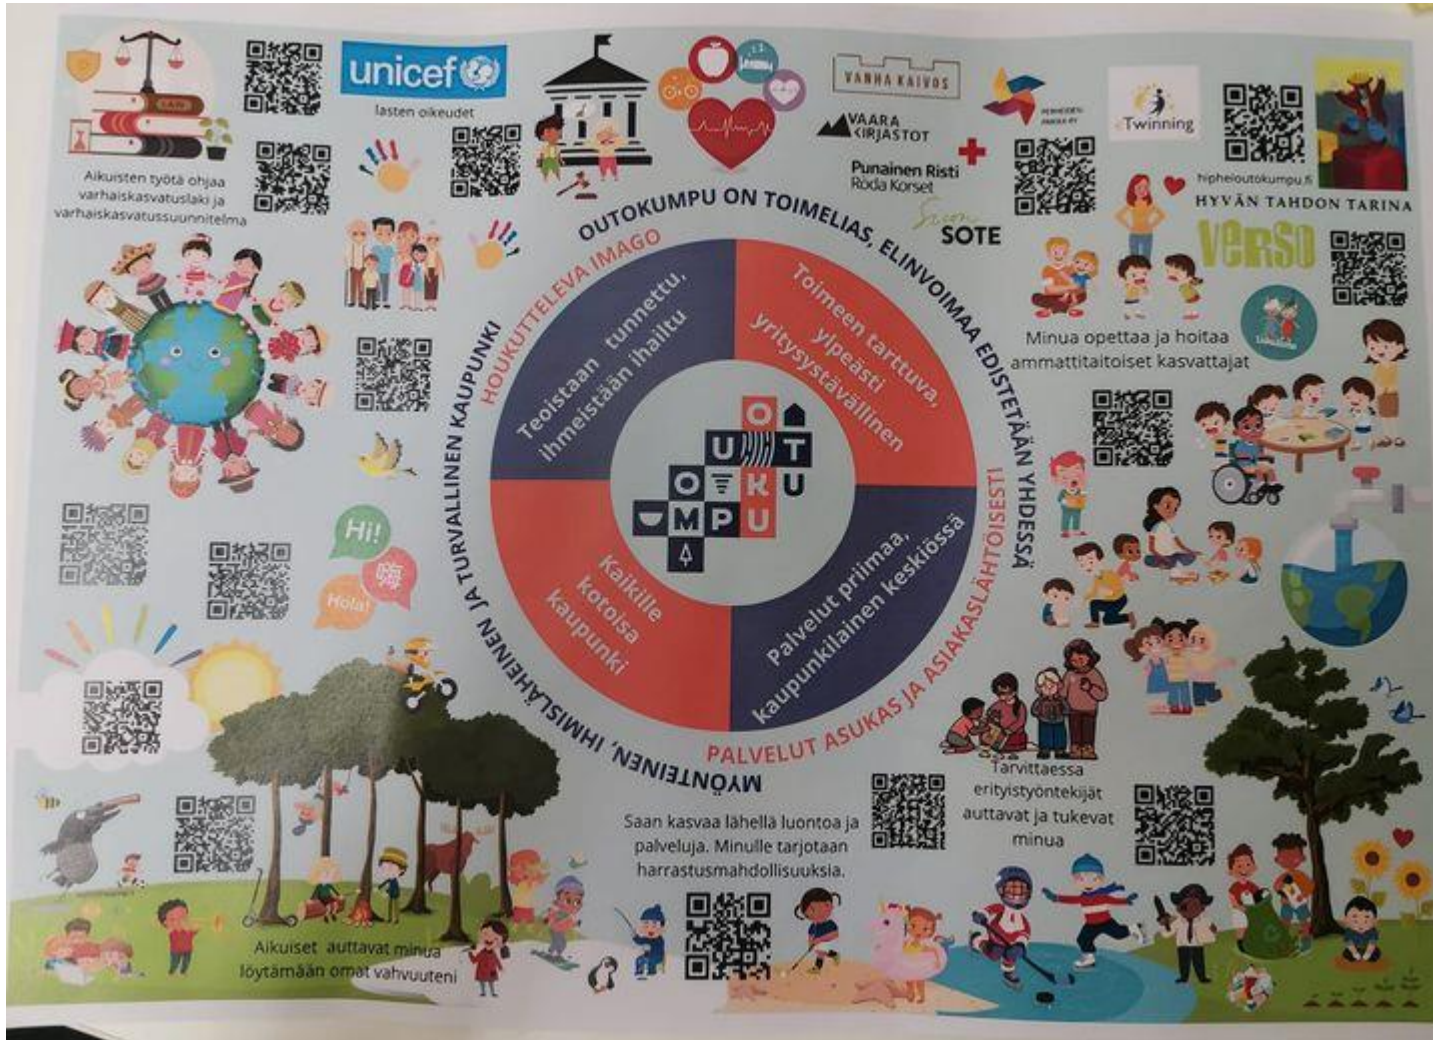 unicef
lasten oikeudet
LAW
Aikuisten työtä ohjaa
varhaiskasvatuslaki ja
varhaiskasvatussuunnitelma
VANHA KAIVOS
VAARA
KIRJASTOT
Punainen Risti
Röda Korset
Siun
SOTE
eTwinning
hipheloutokumpu.fi
HYVÄN TAHDON TARINA
VERSO
Minua opettaa ja hoitaa
ammattitaitoiset kasvattajat
OUTOKUMPU ON TOIMELIAS, ELINVOIMAA EDISTETÄÄN YHDESSÄ
HOUKUTTELEVA IMAGO
MYÖNTEINEN, IHMISLÄHEINEN JA TURVALLINEN KAUPUNKI
PALVELUT ASUKAS JA ASIAKASLÄHTÖISESTI
Teoistaan tunnettu,
ihmeistään ihailtu
Toimeen tarttuva,
ylpeästi
yritysystävällinen
Kaikille
kotoisa
kaupunki
Palvelut priimaa,
kaupunkilainen keskiössä
O
U T
O K U
M P U
Hi!
Hola!
Tarvittaessa
erityistyöntekijät
auttavat ja tukevat
minua
Saan kasvaa lähellä luontoa ja
palveluja. Minulle tarjotaan
harrastusmahdollisuuksia.
Aikuiset auttavat minua
löytämään omat vahvuuteni